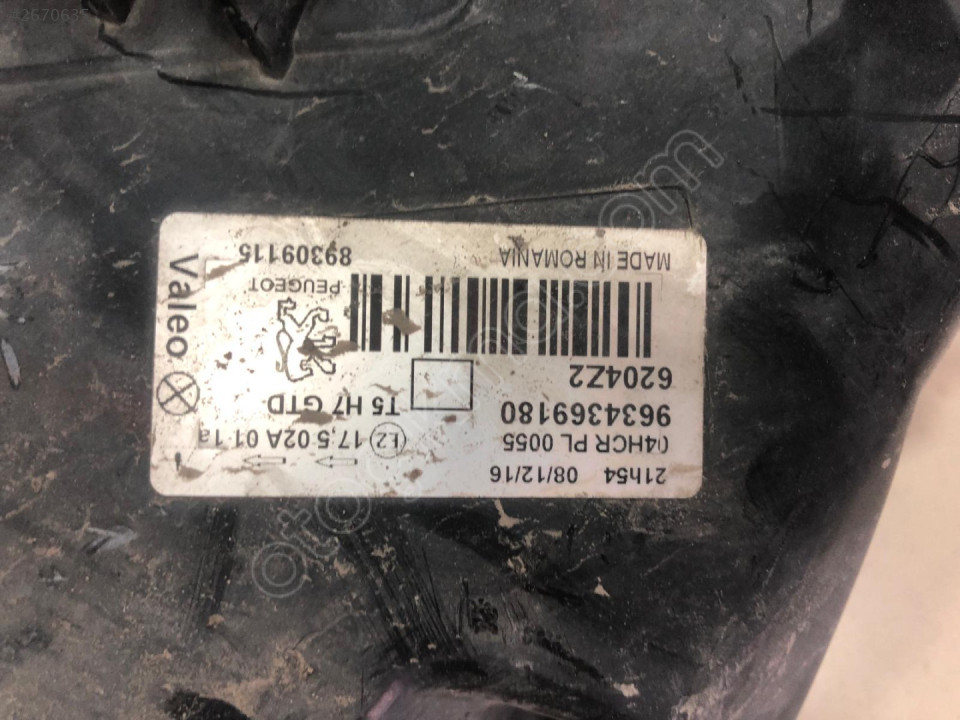 21h54 08/12/16
04HCR PL 0055
E2 17.5 02A 01 1a
9634369180
T5 H7 GTD
6204Z2
PEUGEOT
MADE IN ROMANIA
89309115
Valeo